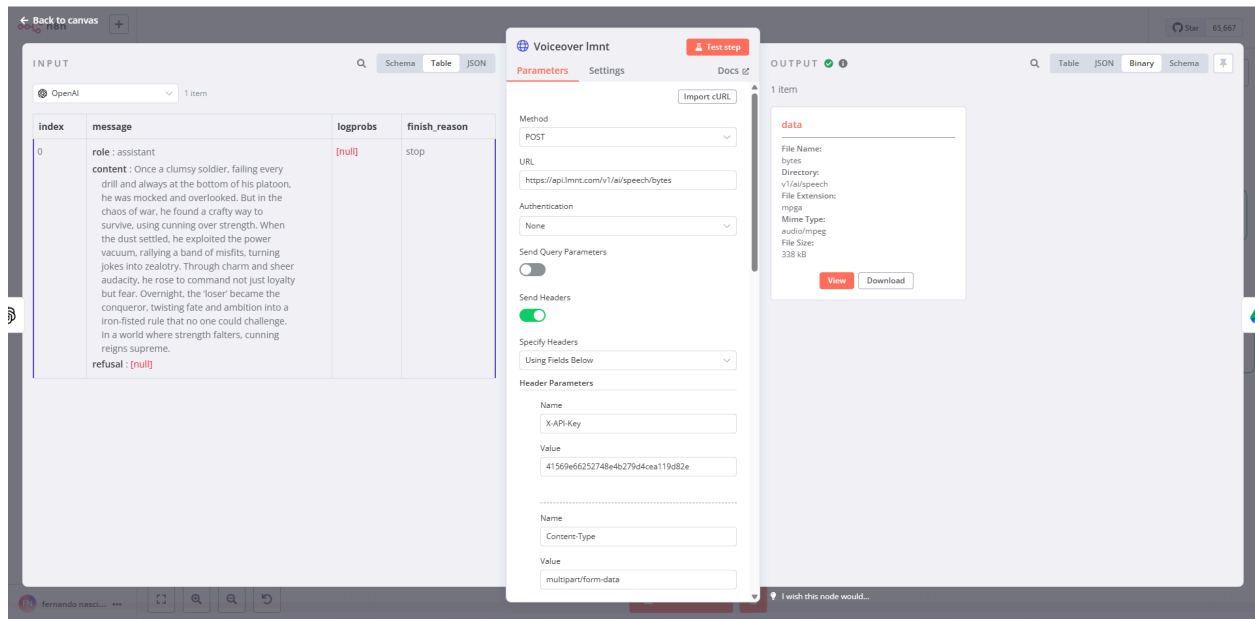 ← Back to canvas
n8n
+
Star 65,667
INPUT
Schema Table JSON
OpenAI
1 item
index message logprobs finish_reason
0 role : assistant [null] stop
content : Once a clumsy soldier, failing every
drill and always at the bottom of his platoon,
he was mocked and overlooked. But in the
chaos of war, he found a crafty way to
survive, using cunning over strength. When
the dust settled, he exploited the power
vacuum, rallying a band of misfits, turning
jokes into zealotry. Through charm and sheer
audacity, he rose to command not just loyalty
but fear. Overnight, the 'loser' became the
conqueror, twisting fate and ambition into a
iron-fisted rule that no one could challenge.
In a world where strength falters, cunning
reigns supreme.
refusal : [null]
Voiceover lmnt
Test step
Parameters Settings Docs
Import cURL
Method
POST
URL
https://api.lmnt.com/v1/ai/speech/bytes
Authentication
None
Send Query Parameters
Send Headers
Specify Headers
Using Fields Below
Header Parameters
Name
X-API-Key
Value
41569e66252748e4b279d4cea119d82e
Name
Content-Type
Value
multipart/form-data
OUTPUT
Table JSON Binary Schema
1 item
data
File Name:
bytes
Directory:
v1/ai/speech
File Extension:
mpga
Mime Type:
audio/mpeg
File Size:
338 kB
View Download
fernando nasci... •••
I wish this node would...